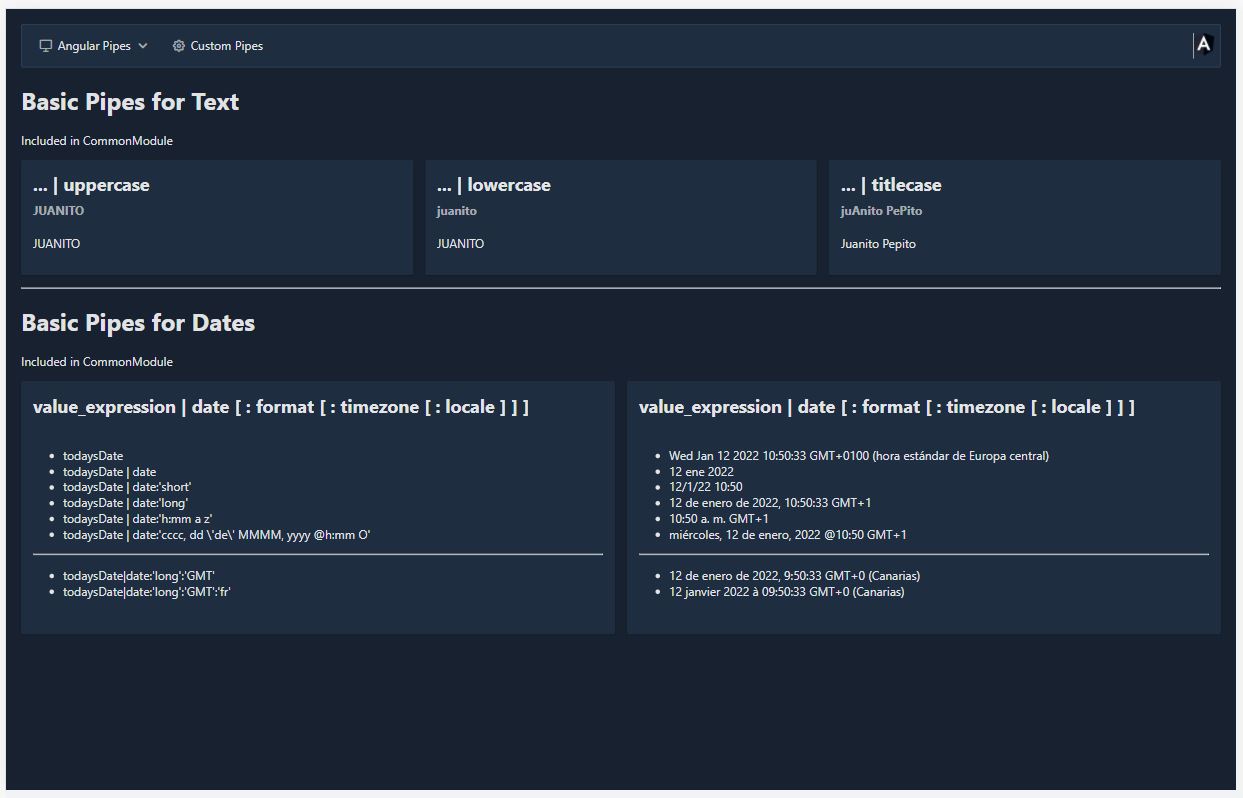 Angular Pipes Custom Pipes A
Basic Pipes for Text
Included in CommonModule
... | uppercase
JUANITO
JUANITO
... | lowercase
juanito
JUANITO
... | titlecase
juAnito PePito
Juanito Pepito
Basic Pipes for Dates
Included in CommonModule
value_expression | date [ : format [ : timezone [ : locale ] ] ]
todaysDate
todaysDate | date
todaysDate | date:'short'
todaysDate | date:'long'
todaysDate | date:'h:mm a z'
todaysDate | date:'cccc, dd \'de\' MMMM, yyyy @h:mm O'
todaysDate|date:'long':'GMT'
todaysDate|date:'long':'GMT':'fr'
value_expression | date [ : format [ : timezone [ : locale ] ] ]
Wed Jan 12 2022 10:50:33 GMT+0100 (hora estándar de Europa central)
12 ene 2022
12/1/22 10:50
12 de enero de 2022, 10:50:33 GMT+1
10:50 a. m. GMT+1
miércoles, 12 de enero, 2022 @10:50 GMT+1
12 de enero de 2022, 9:50:33 GMT+0 (Canarias)
12 janvier 2022 à 09:50:33 GMT+0 (Canarias)